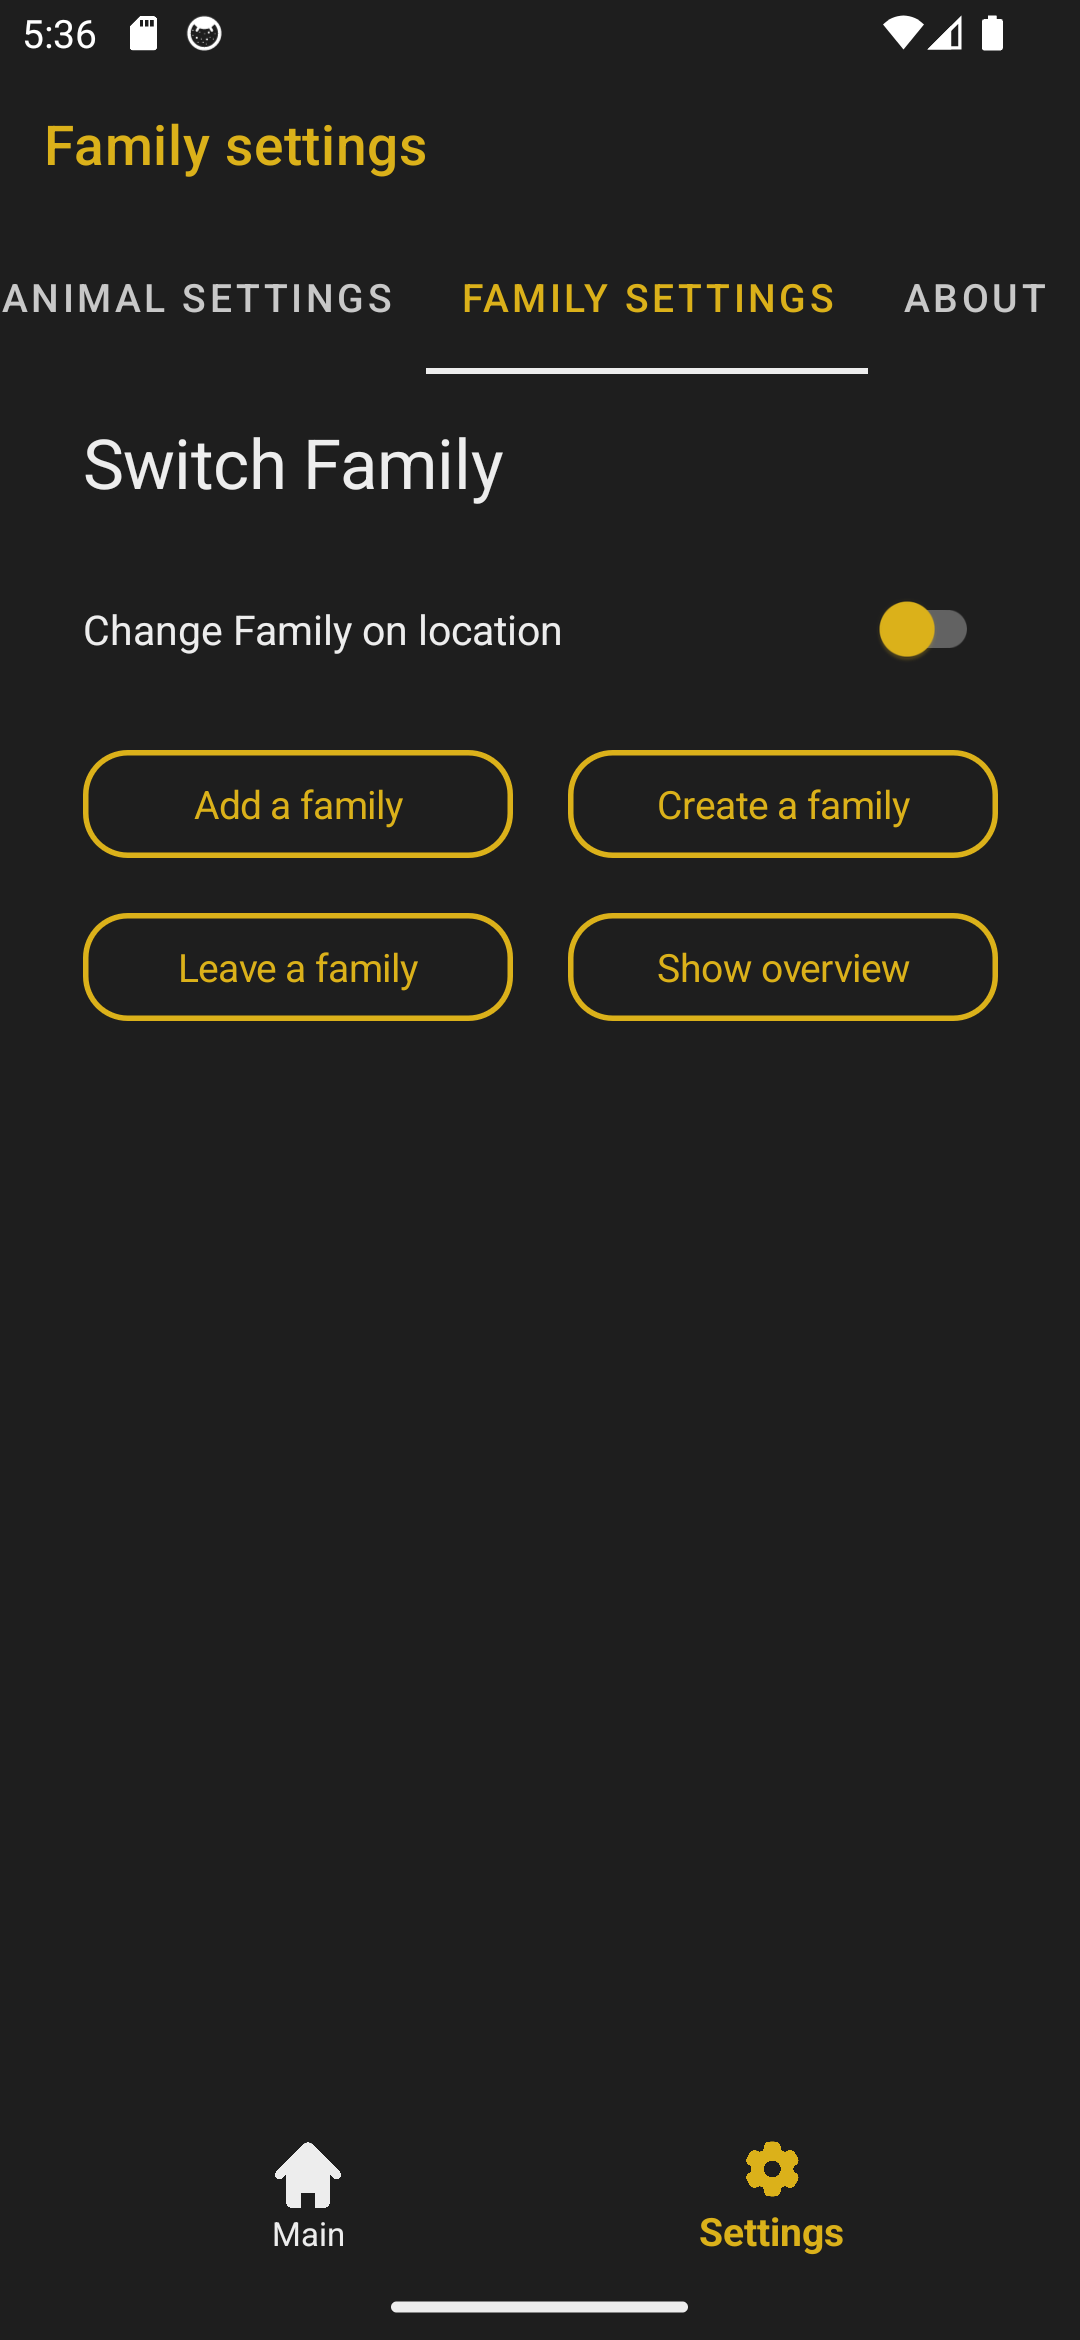 5:36
Family settings
ANIMAL SETTINGS FAMILY SETTINGS ABOUT
Switch Family
Change Family on location
Add a family Create a family
Leave a family Show overview
Main Settings